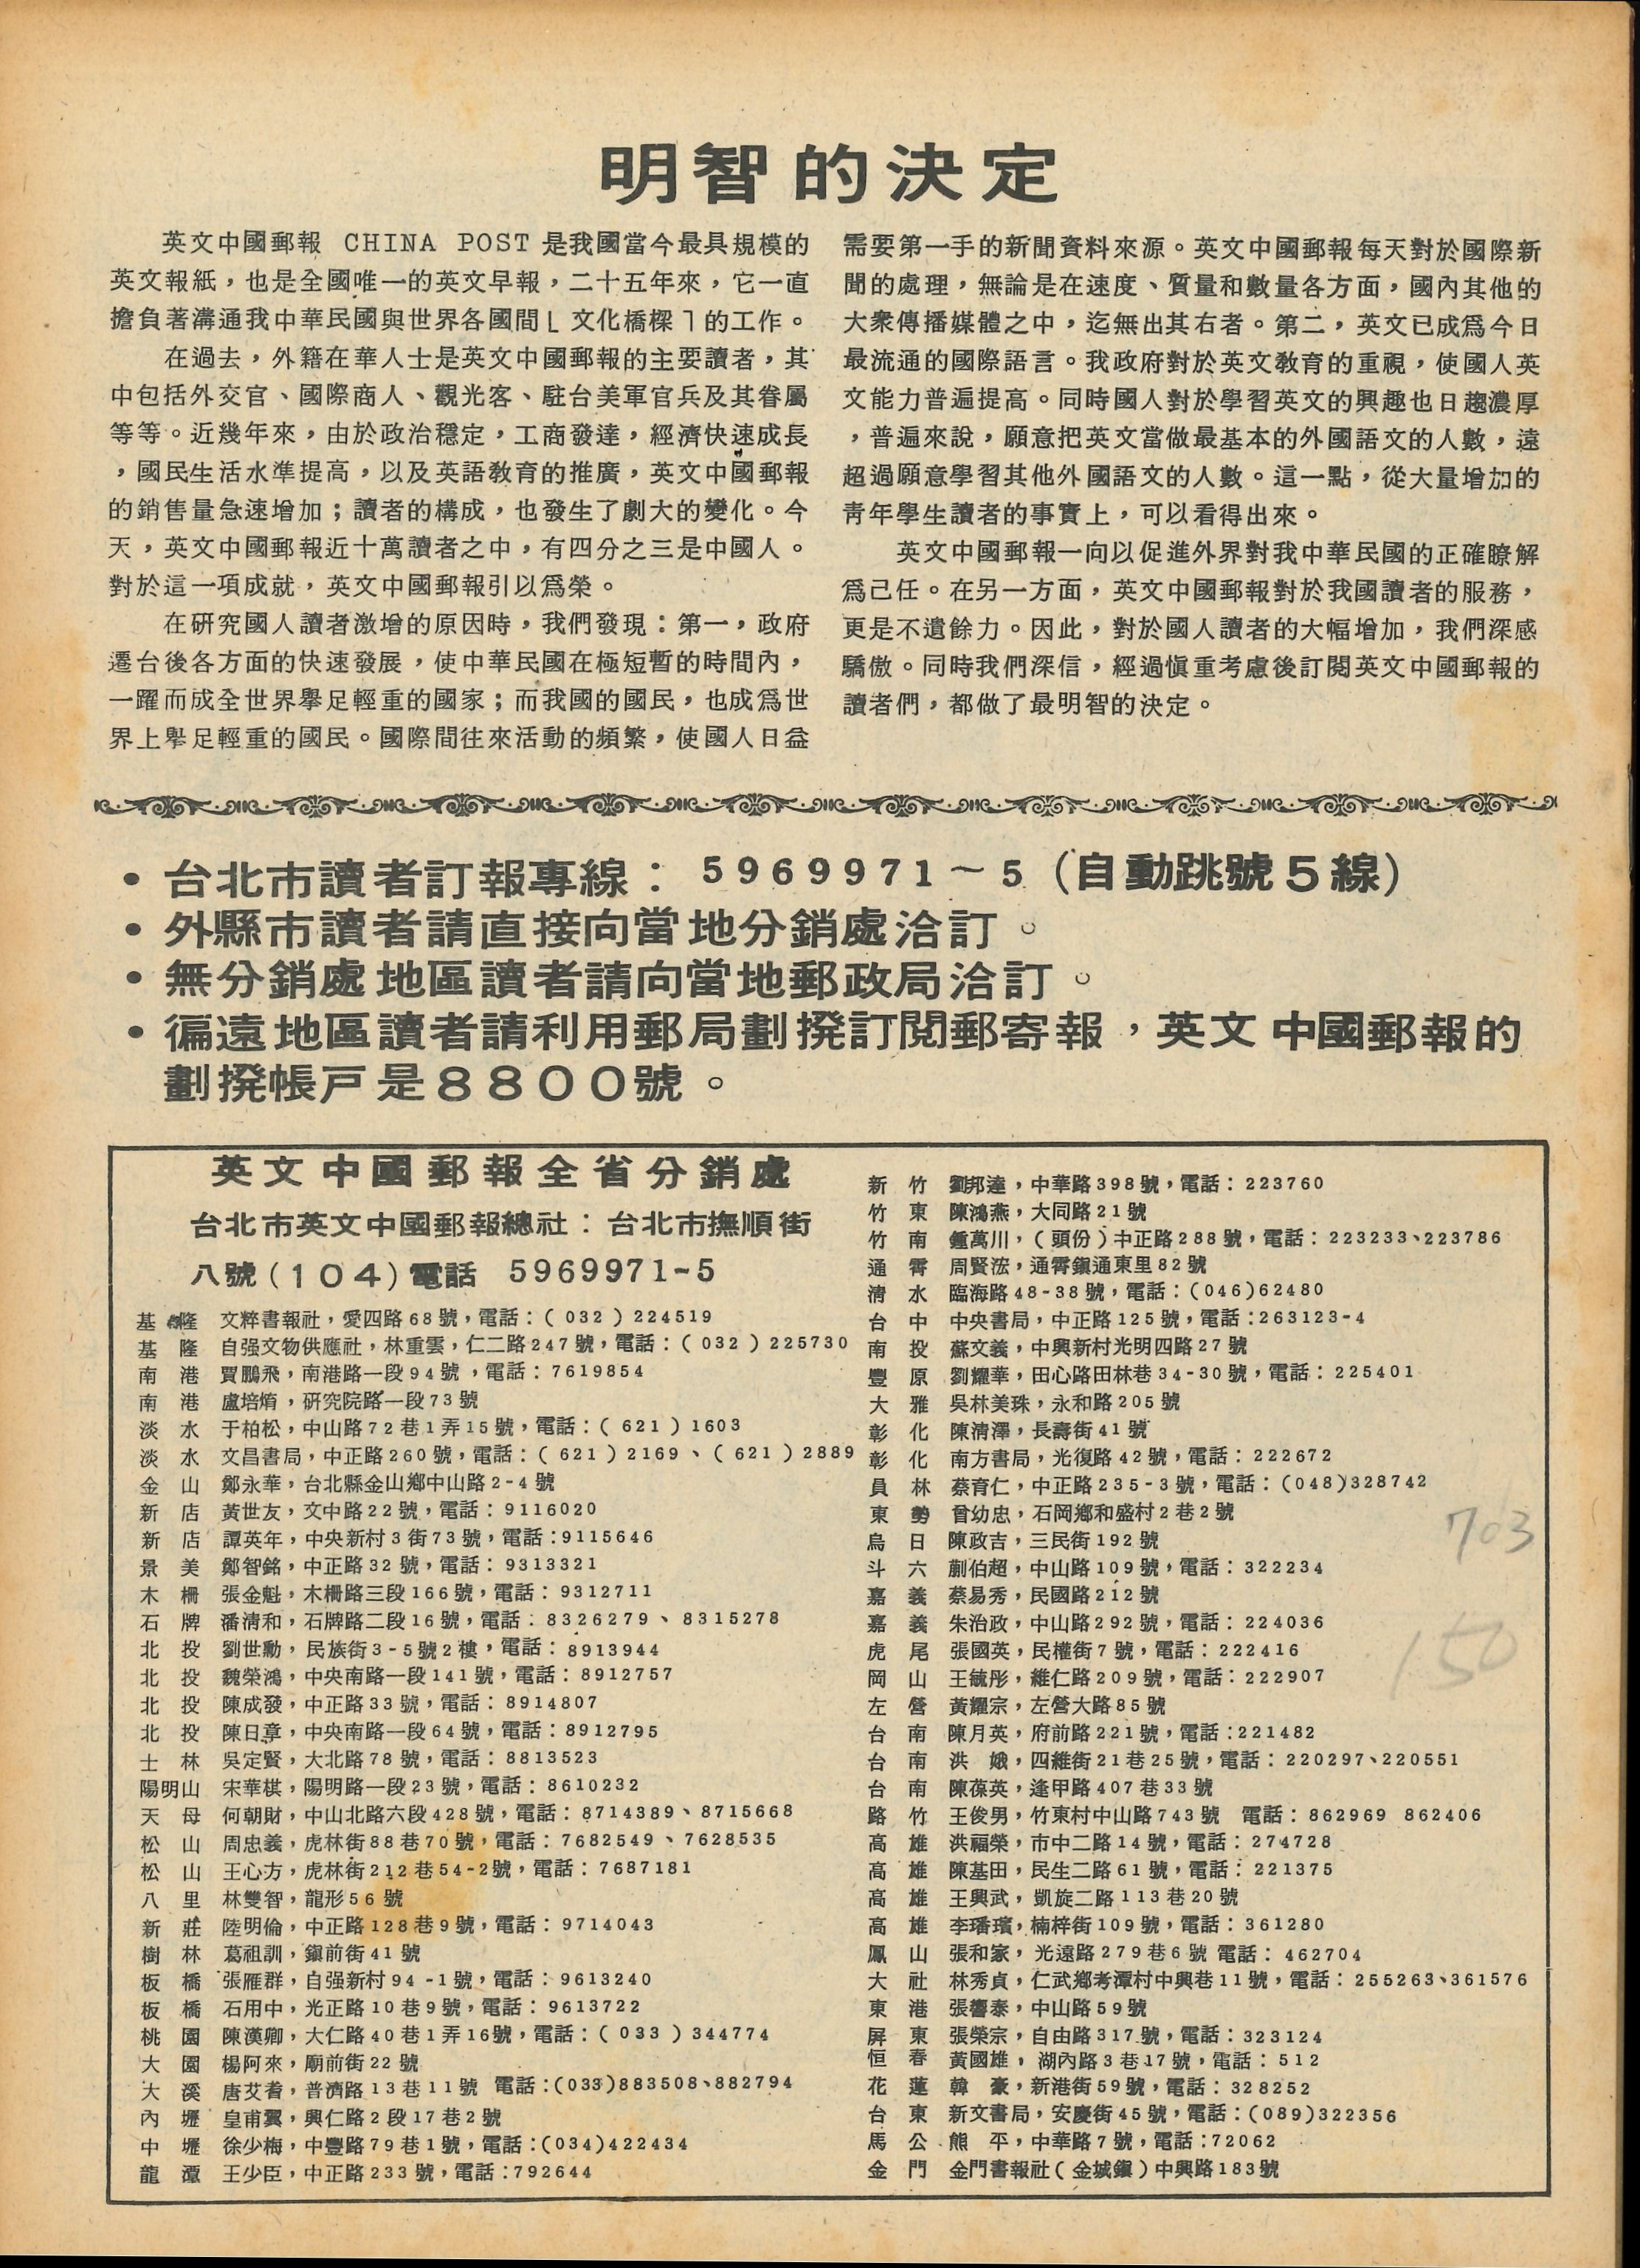 明智的決定
英文中國郵報 CHINA POST 是我國當今最具規模的
英文報紙，也是全國唯一的英文早報，二十五年來，它一直
擔負著溝通我中華民國與世界各國間「文化橋樑」的工作。
在過去，外籍在華人士是英文中國郵報的主要讀者，其
中包括外交官、國際商人、觀光客、駐台美軍官兵及其眷屬
等等。近幾年來，由於政治穩定，工商發達，經濟快速成長
，國民生活水準提高，以及英語教育的推廣，英文中國郵報
的銷售量急速增加；讀者的構成，也發生了劇大的變化。今
天，英文中國郵報近十萬讀者之中，有四分之三是中國人。
對於這一項成就，英文中國郵報引以爲榮。
在研究國人讀者激增的原因時，我們發現：第一，政府
遷台後各方面的快速發展，使中華民國在極短暫的時間內，
一躍而成全世界舉足輕重的國家；而我國的國民，也成爲世
界上舉足輕重的國民。國際間往來活動的頻繁，使國人日益
需要第一手的新聞資料來源。英文中國郵報每天對於國際新
聞的處理，無論是在速度、質量和數量各方面，國內其他的
大衆傳播媒體之中，迄無出其右者。第二，英文已成爲今日
最流通的國際語言。我政府對於英文教育的重視，使國人英
文能力普遍提高。同時國人對於學習英文的興趣也日趨濃厚
，普遍來說，願意把英文當做最基本的外國語文的人數，遠
超過願意學習其他外國語文的人數。這一點，從大量增加的
青年學生讀者的事實上，可以看得出來。
英文中國郵報一向以促進外界對我中華民國的正確瞭解
爲己任。在另一方面，英文中國郵報對於我國讀者的服務，
更是不遺餘力。因此，對於國人讀者的大幅增加，我們深感
驕傲。同時我們深信，經過愼重考慮後訂閱英文中國郵報的
讀者們，都做了最明智的決定。
•台北市讀者訂報專線：5969971～5（自動跳號5線）
•外縣市讀者請直接向當地分銷處洽訂。
•無分銷處地區讀者請向當地郵政局洽訂。
•徧遠地區讀者請利用郵局劃撥訂閱郵寄報，英文中國郵報的
劃撥帳戶是8800號。
英文中國郵報全省分銷處
台北市英文中國郵報總社：台北市撫順街
八號(104)電話 5969971-5
基隆 文粹書報社，愛四路68號，電話：(032)224519
基隆 自强文物供應社，林重雲，仁二路247號，電話：(032)225730
南港 賈鵬飛，南港路一段94號，電話：7619854
南港 盧培焴，研究院路一段73號
淡水 于柏松，中山路72巷1弄15號，電話：(621)1603
淡水 文昌書局，中正路260號，電話：(621)2169、(621)2889
金山 鄭永華，台北縣金山鄉中山路2-4號
新店 黃世友，文中路22號，電話：9116020
新店 譚英年，中央新村3街73號，電話：9115646
景美 鄭智銘，中正路32號，電話：9313321
木柵 張金魁，木柵路三段166號，電話：9312711
石牌 潘淸和，石牌路二段16號，電話：8326279、8315278
北投 劉世勳，民族街3-5號2樓，電話：8913944
北投 魏榮鴻，中央南路一段141號，電話：8912757
北投 陳成發，中正路33號，電話：8914807
北投 陳日章，中央南路一段64號，電話：8912795
士林 吳定賢，大北路78號，電話：8813523
陽明山 宋華棋，陽明路一段23號，電話：8610232
天母 何朝財，中山北路六段428號，電話：8714389、8715668
松山 周忠義，虎林街88巷70號，電話：7682549、7628535
松山 王心方，虎林街212巷54-2號，電話：7687181
八里 林雙智，龍形56號
新莊 陸明倫，中正路128巷9號，電話：9714043
樹林 葛祖訓，鎭前街41號
板橋 張雁群，自强新村94-1號，電話：9613240
板橋 石用中，光正路10巷9號，電話：9613722
桃園 陳漢卿，大仁路40巷1弄16號，電話：(033)344774
大園 楊阿來，廟前街22號
大溪 唐艾耆，普濟路13巷11號 電話：(033)883508、882794
內壢 皇甫翼，興仁路2段17巷2號
中壢 徐少梅，中豐路79巷1號，電話：(034)422434
龍潭 王少臣，中正路233號，電話：792644
新竹 劉邦達，中華路398號，電話：223760
竹東 陳鴻燕，大同路21號
竹南 鍾萬川，(頭份)中正路288號，電話：223233、223786
通霄 周賢浤，通霄鎭通東里82號
清水 臨海路48-38號，電話：(046)62480
台中 中央書局，中正路125號，電話：263123-4
南投 蘇文義，中興新村光明四路27號
豐原 劉耀華，田心路田林巷34-30號，電話：225401
大雅 吳林美珠，永和路205號
彰化 陳淸澤，長壽街41號
彰化 南方書局，光復路42號，電話：222672
員林 蔡育仁，中正路235-3號，電話：(048)328742
東勢 曾幼忠，石岡鄉和盛村2巷2號
烏日 陳政吉，三民街192號
斗六 蒯伯超，中山路109號，電話：322234
嘉義 蔡易秀，民國路212號
嘉義 朱治政，中山路292號，電話：224036
虎尾 張國英，民權街7號，電話：222416
岡山 王毓彤，維仁路209號，電話：222907
左營 黃耀宗，左營大路85號
台南 陳月英，府前路221號，電話：221482
台南 洪娥，四維街21巷25號，電話：220297、220551
台南 陳葆英，逢甲路407巷33號
路竹 王俊男，竹東村中山路743號 電話：862969 862406
高雄 洪福榮，市中二路14號，電話：274728
高雄 陳基田，民生二路61號，電話：221375
高雄 王興武，凱旋二路113巷20號
高雄 李璠璸，楠梓街109號，電話：361280
鳳山 張和家，光遠路279巷6號 電話：462704
大社 林秀貞，仁武鄉考潭村中興巷11號，電話：255263、361576
東港 張響泰，中山路59號
屛東 張榮宗，自由路317號，電話：323124
恒春 黃國雄，湖內路3巷17號，電話：512
花蓮 韓豪，新港街59號，電話：328252
台東 新文書局，安慶街45號，電話：(089)322356
馬公 熊平，中華路7號，電話：72062
金門 金門書報社(金城鎭)中興路183號
703
150